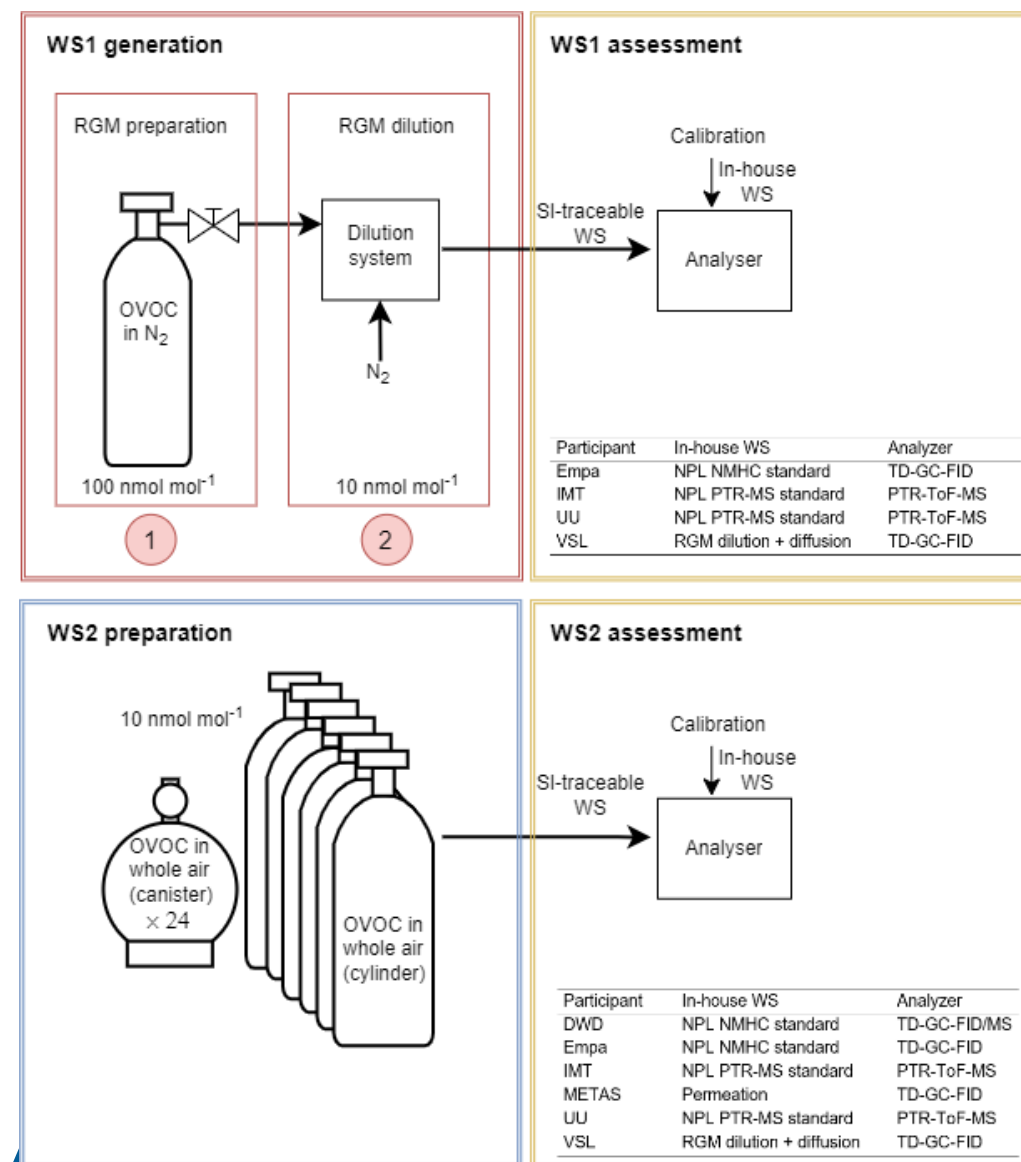 WS1 generation
RGM preparation
OVOC
in N2
100 nmol mol-1
1
RGM dilution
Dilution
system
N2
10 nmol mol-1
2
WS1 assessment
Calibration
In-house
WS
SI-traceable
WS
Analyser
Participant In-house WS Analyzer
Empa NPL NMHC standard TD-GC-FID
IMT NPL PTR-MS standard PTR-ToF-MS
UU NPL PTR-MS standard PTR-ToF-MS
VSL RGM dilution + diffusion TD-GC-FID
WS2 preparation
10 nmol mol-1
OVOC in
whole air
(canister)
× 24
OVOC in
whole air
(cylinder)
WS2 assessment
Calibration
In-house
WS
SI-traceable
WS
Analyser
Participant In-house WS Analyzer
DWD NPL NMHC standard TD-GC-FID/MS
Empa NPL NMHC standard TD-GC-FID
IMT NPL PTR-MS standard PTR-ToF-MS
METAS Permeation TD-GC-FID
UU NPL PTR-MS standard PTR-ToF-MS
VSL RGM dilution + diffusion TD-GC-FID